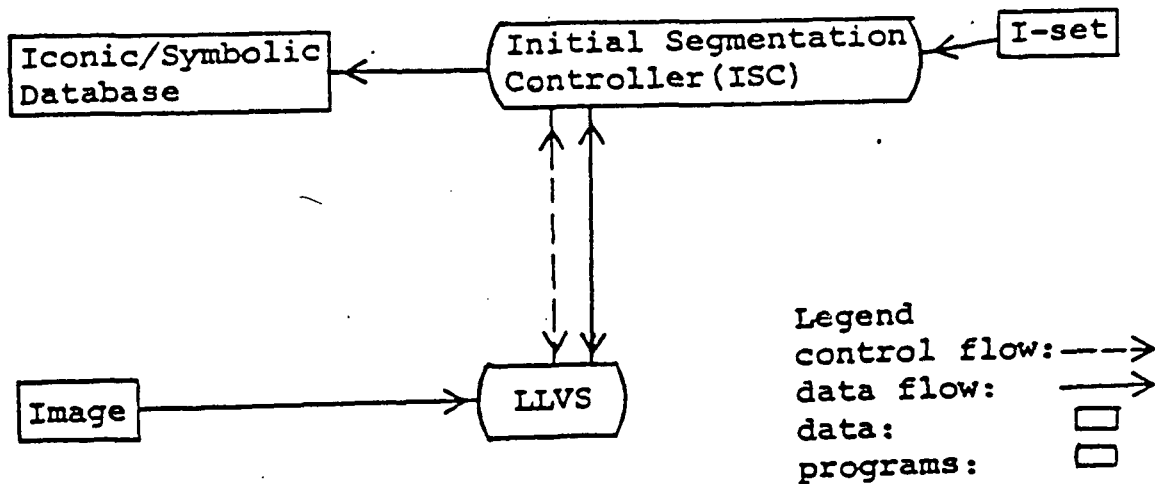 Iconic/Symbolic
Database
Initial Segmentation
Controller(ISC)
I-set
Image
LLVS
Legend
control flow:
data flow:
data:
programs: